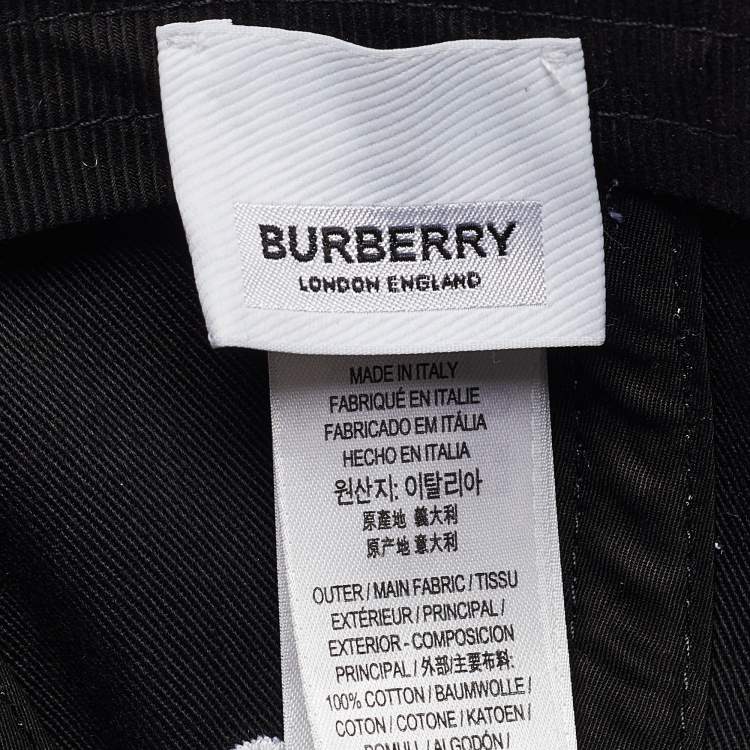 BURBERRY
LONDON ENGLAND
MADE IN ITALY
FABRIQUÉ EN ITALIE
FABRICADO EM ITÁLIA
HECHO EN ITALIA
원산지: 이탈리아
原產地 義大利
原产地 意大利
OUTER / MAIN FABRIC / TISSU
EXTÉRIEUR / PRINCIPAL /
EXTERIOR - COMPOSICION
PRINCIPAL / 外部/主要布料:
100% COTTON / BAUMWOLLE /
COTON / COTONE / KATOEN /
ALGODÓN /